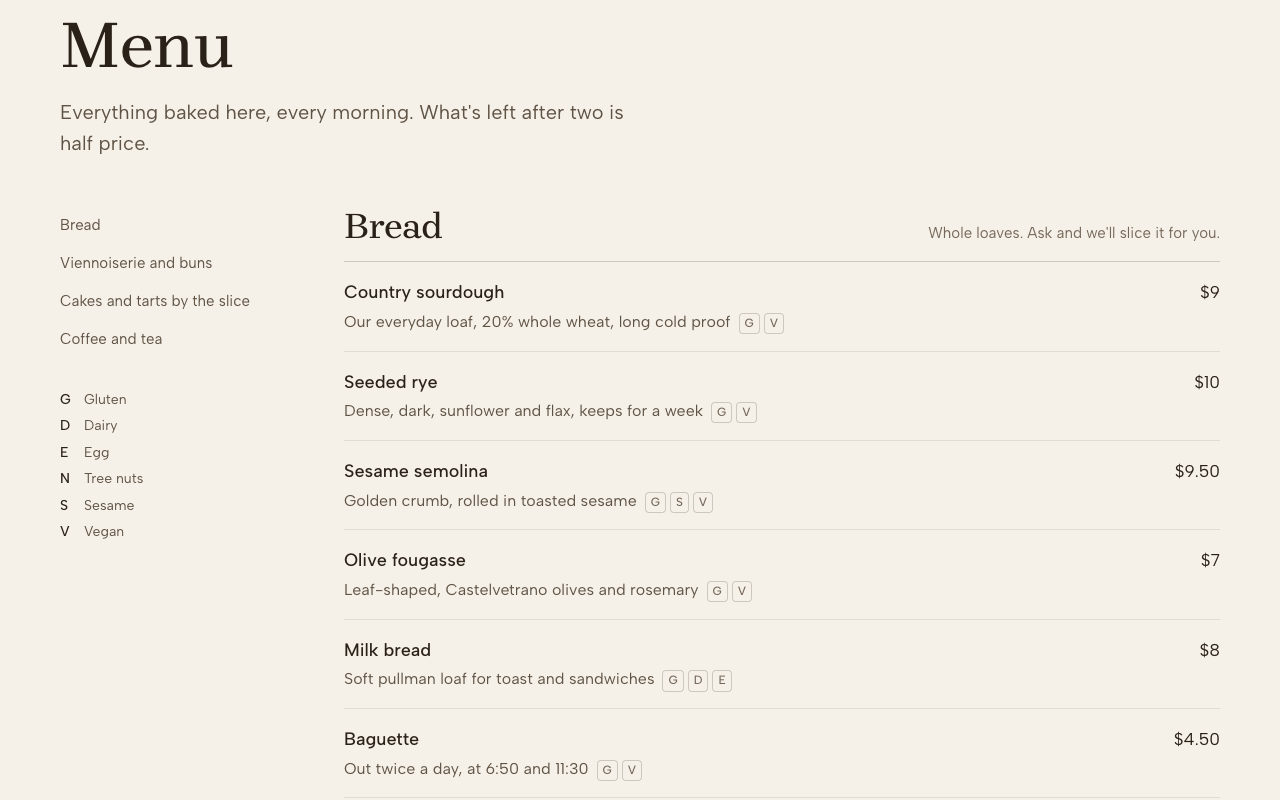 Menu
Everything baked here, every morning. What's left after two is
half price.
Bread
Viennoiserie and buns
Cakes and tarts by the slice
Coffee and tea
G Gluten
D Dairy
E Egg
N Tree nuts
S Sesame
V Vegan
Bread
Whole loaves. Ask and we'll slice it for you.
Country sourdough $9
Our everyday loaf, 20% whole wheat, long cold proof G V
Seeded rye $10
Dense, dark, sunflower and flax, keeps for a week G V
Sesame semolina $9.50
Golden crumb, rolled in toasted sesame G S V
Olive fougasse $7
Leaf-shaped, Castelvetrano olives and rosemary G V
Milk bread $8
Soft pullman loaf for toast and sandwiches G D E
Baguette $4.50
Out twice a day, at 6:50 and 11:30 G V